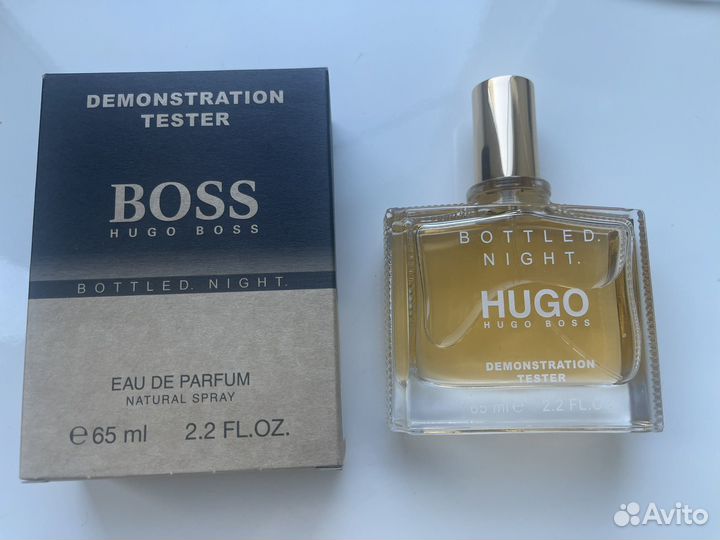 DEMONSTRATION
TESTER
BOSS
HUGO BOSS
BOTTLED. NIGHT.
EAU DE PARFUM
NATURAL SPRAY
e 65 ml 2.2 FL.OZ.
BOTTLED.
NIGHT.
HUGO
HUGO BOSS
DEMONSTRATION
TESTER
65 ml e 2.2 FL.OZ
Avito